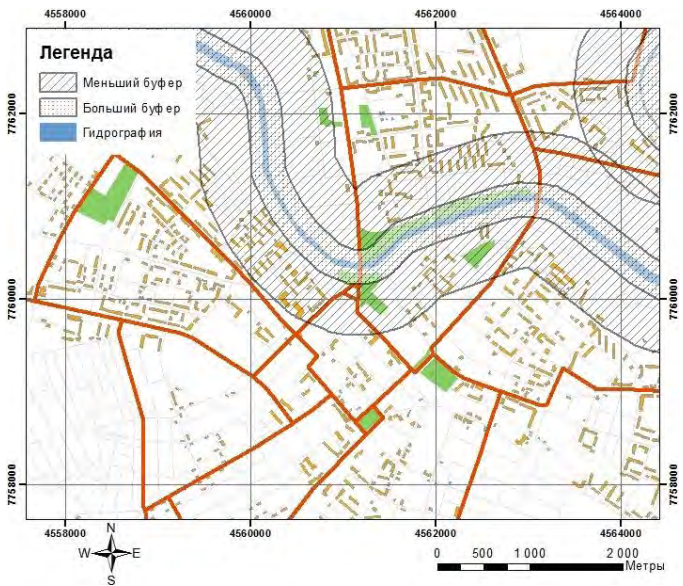 4558000 4560000 4562000 4564000
Легенда
Меньший буфер
Больший буфер
Гидрография
7762000 7762000
7760000 7760000
7758000 7758000
4558000 4560000 4562000 4564000
N
W E
S
0 500 1 000 2 000
Метры